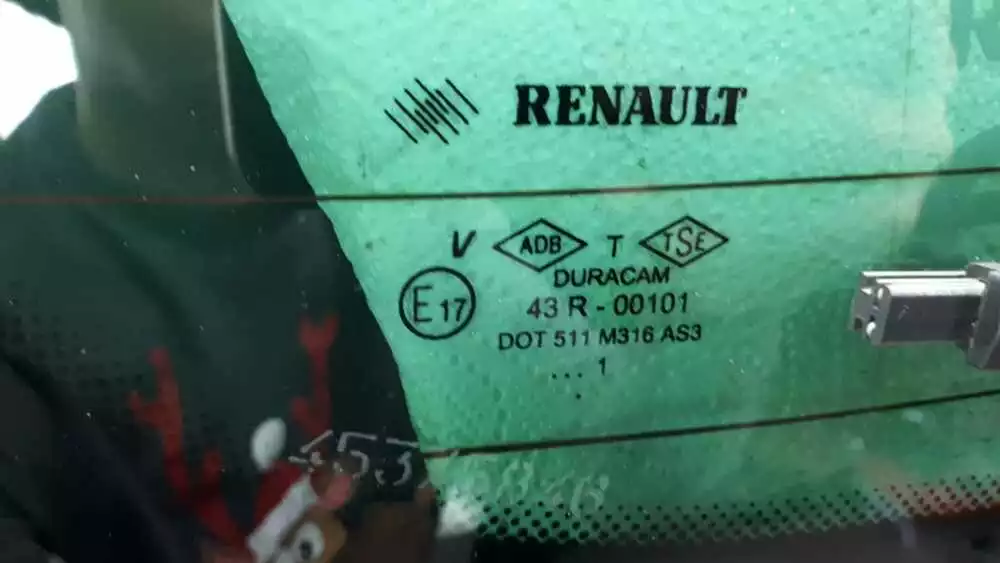 RENAULT
V ADB T TSE
DURACAM
E17 43 R - 00101
DOT 511 M316 AS3
... 1
.